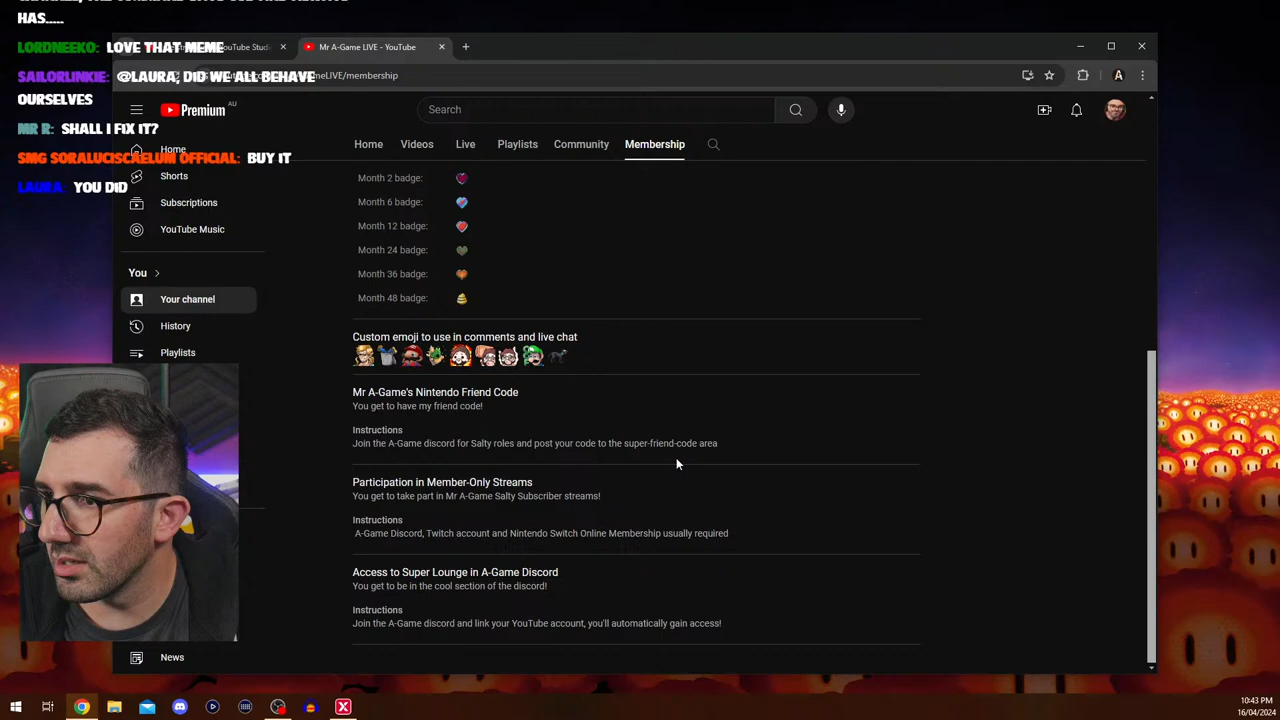 HAS.....
LORDNEEKO: LOVE THAT MEME
SAILORLINKIE: @LAURA, DID WE ALL BEHAVE
OURSELVES
MR R: SHALL I FIX IT?
SMG SORALUCISCAELUM OFFICIAL: BUY IT
LAURA: YOU DID
Mr A-Game LIVE - YouTube
/membership
Premium AU
Search
Home
Videos
Live
Playlists
Community
Membership
Home
Shorts
Subscriptions
YouTube Music
You
Your channel
History
Playlists
News
Month 2 badge:
Month 6 badge:
Month 12 badge:
Month 24 badge:
Month 36 badge:
Month 48 badge:
Custom emoji to use in comments and live chat
Mr A-Game's Nintendo Friend Code
You get to have my friend code!
Instructions
Join the A-Game discord for Salty roles and post your code to the super-friend-code area
Participation in Member-Only Streams
You get to take part in Mr A-Game Salty Subscriber streams!
Instructions
A-Game Discord, Twitch account and Nintendo Switch Online Membership usually required
Access to Super Lounge in A-Game Discord
You get to be in the cool section of the discord!
Instructions
Join the A-Game discord and link your YouTube account, you'll automatically gain access!
10:43 PM
16/04/2024